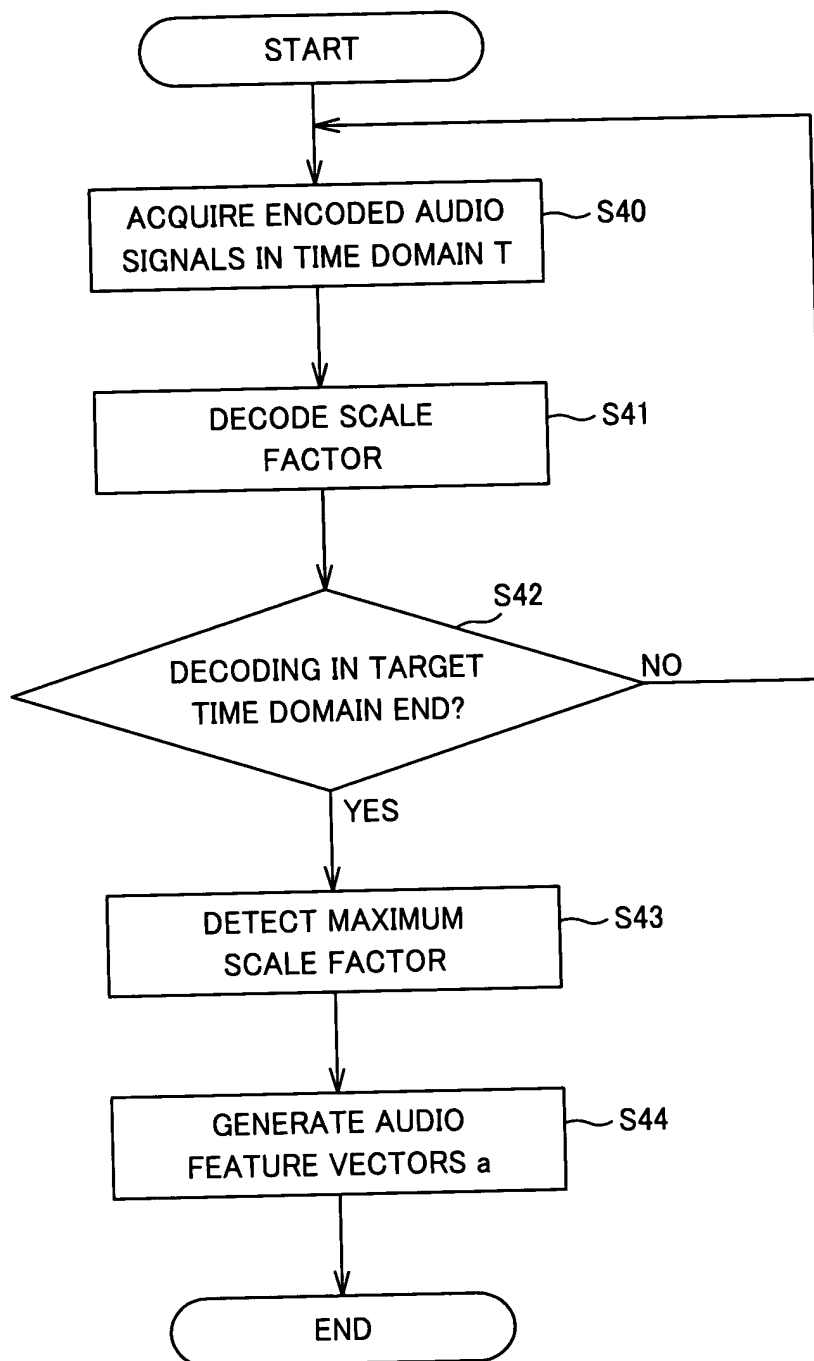 START
ACQUIRE ENCODED AUDIO
SIGNALS IN TIME DOMAIN T
S40
DECODE SCALE
FACTOR
S41
S42
DECODING IN TARGET
TIME DOMAIN END?
NO
YES
DETECT MAXIMUM
SCALE FACTOR
S43
GENERATE AUDIO
FEATURE VECTORS a
S44
END